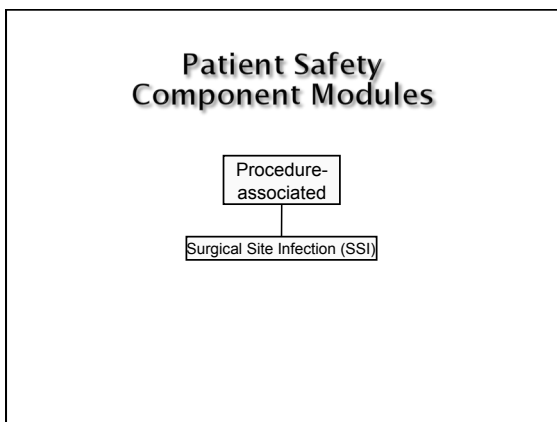 Patient Safety
Component Modules
Procedure-
associated
Surgical Site Infection (SSI)